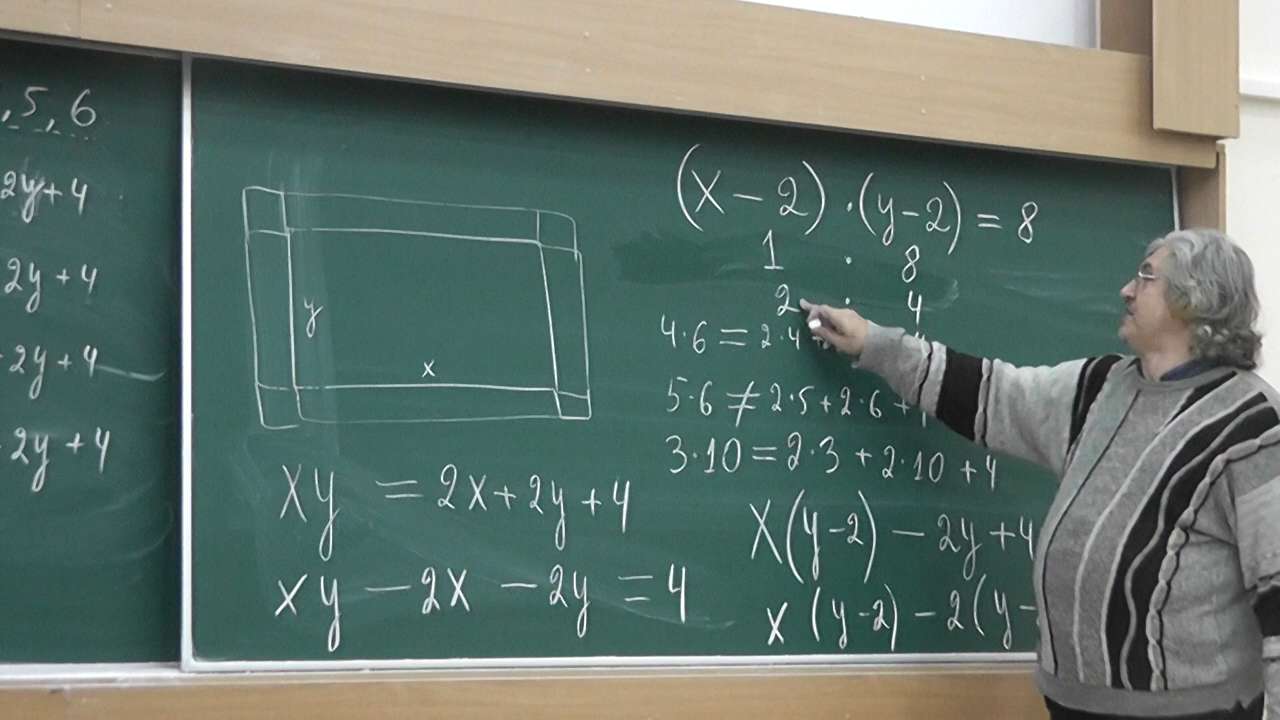 ,5,6
2y+4
2y+4
2y+4
2y+4
y
x
xy = 2x+2y+4
xy - 2x - 2y = 4
(x-2)·(y-2) = 8
1 · 8
2 · 4
4·6 = 2·4
5·6 ≠ 2·5+2·6+
3·10 = 2·3 + 2·10 + 4
x(y-2) - 2y+4
x(y-2) - 2(y-